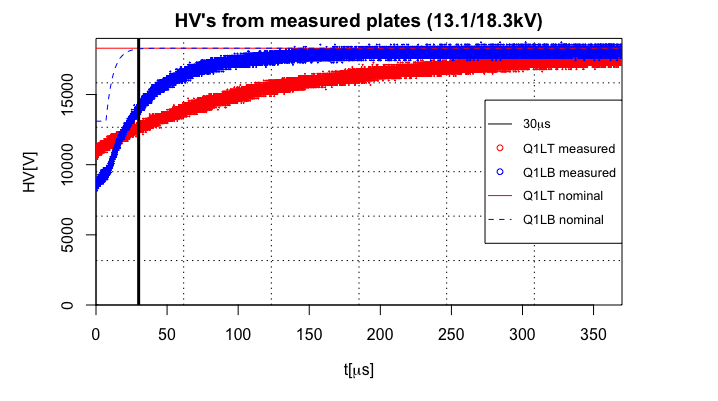 HV's from measured plates (13.1/18.3kV)
HV[V]
15000
10000
5000
0
30μs
Q1LT measured
Q1LB measured
Q1LT nominal
Q1LB nominal
0 50 100 150 200 250 300 350
t[μs]